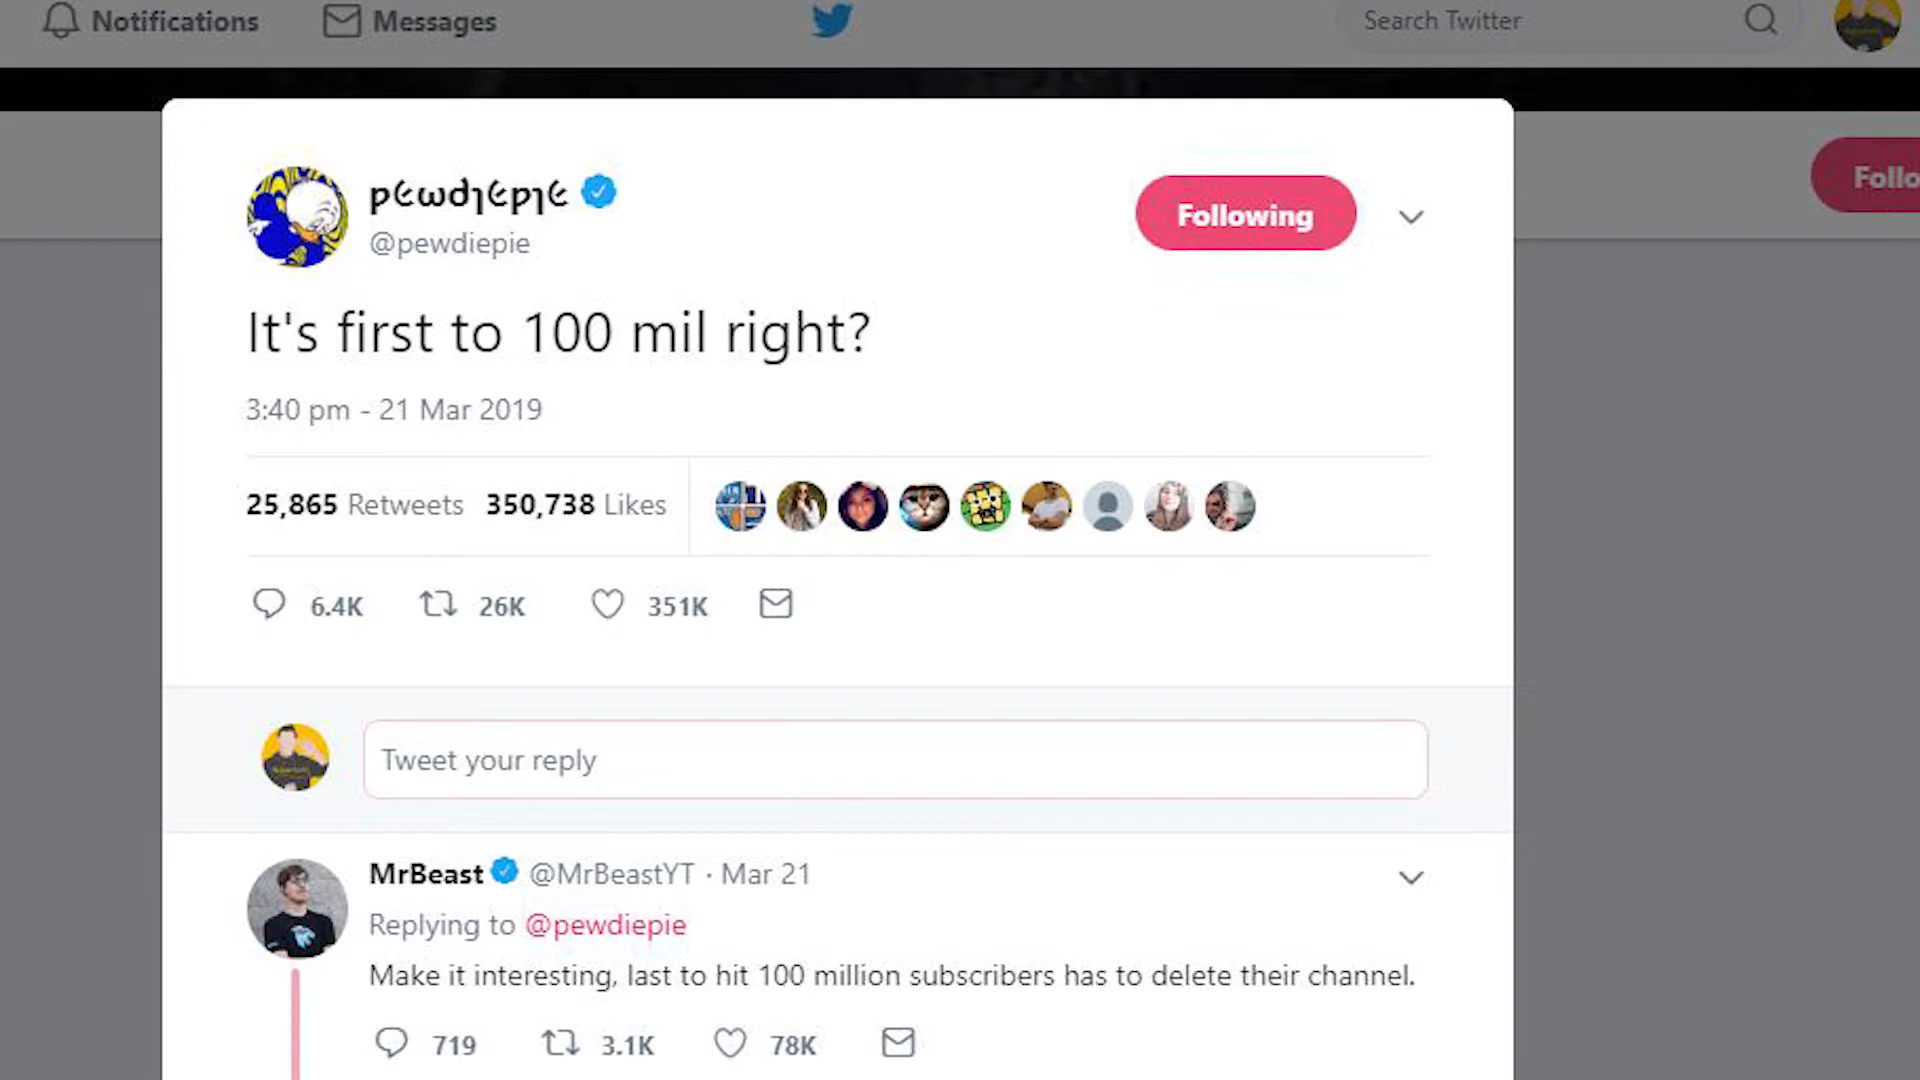 Notifications Messages Search Twitter
Follo
pewdiepie
@pewdiepie
Following
It's first to 100 mil right?
3:40 pm - 21 Mar 2019
25,865 Retweets 350,738 Likes
6.4K 26K 351K
Tweet your reply
MrBeast @MrBeastYT · Mar 21
Replying to @pewdiepie
Make it interesting, last to hit 100 million subscribers has to delete their channel.
719 3.1K 78K